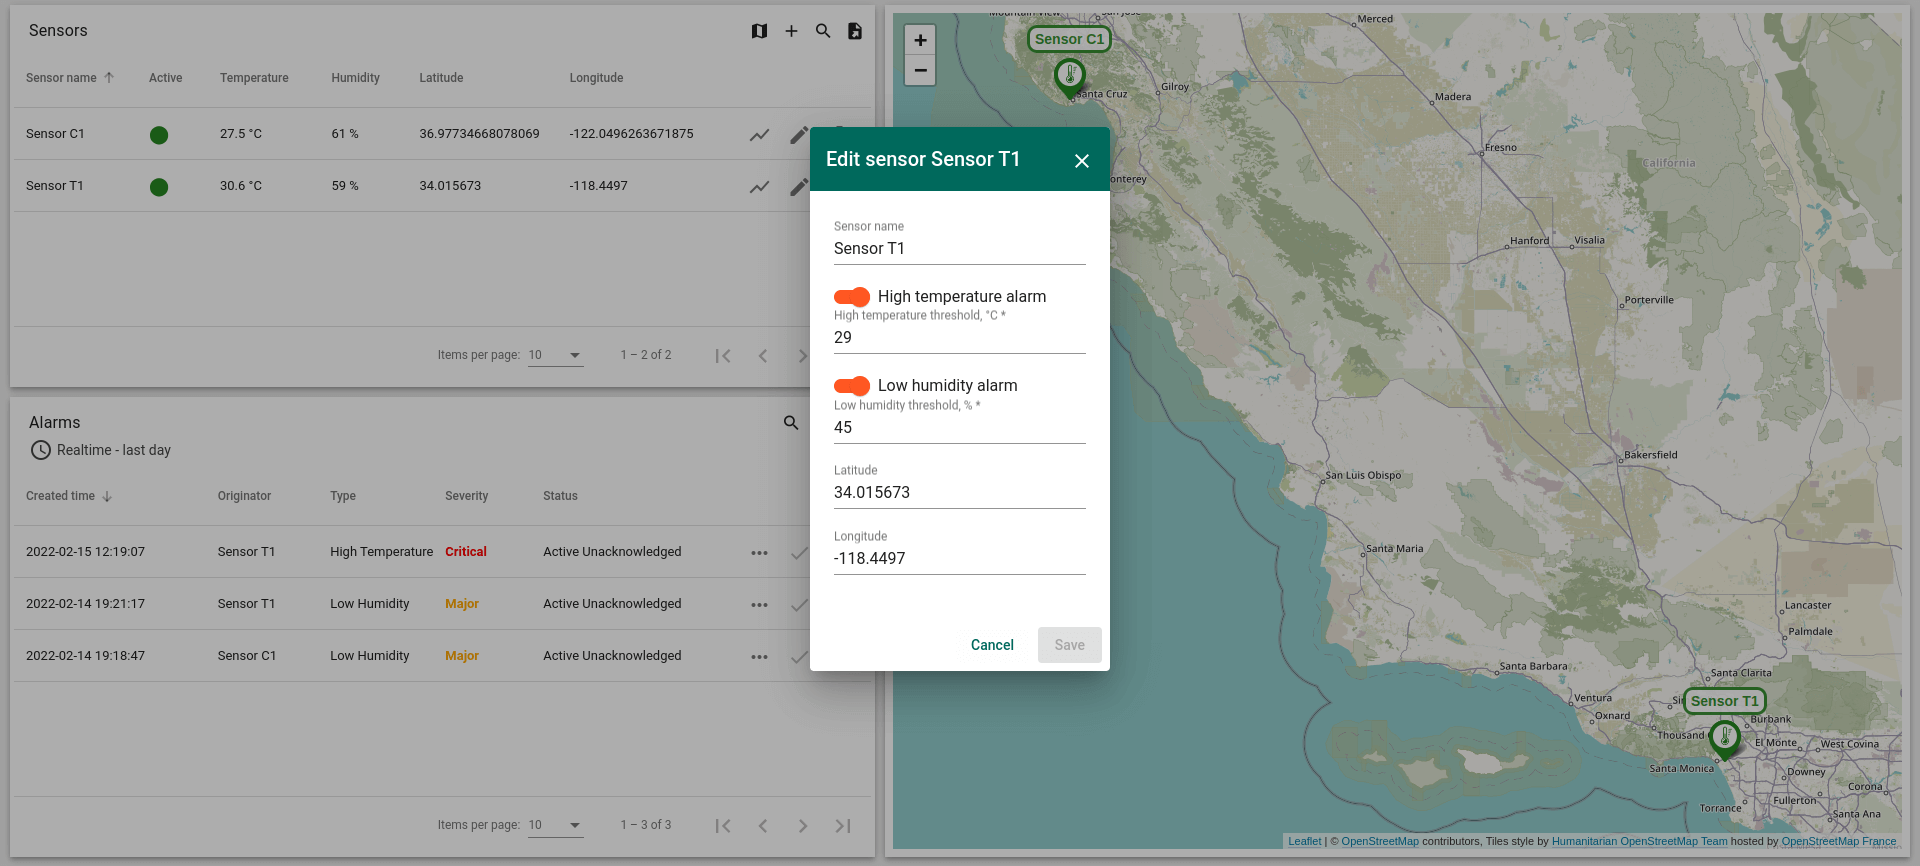 Sensors
Sensor name Active Temperature Humidity Latitude Longitude
Sensor C1 27.5 °C 61 % 36.97734668078069 -122.0496263671875
Sensor T1 30.6 °C 59 % 34.015673 -118.4497
Items per page: 10 1 – 2 of 2
Alarms
Realtime - last day
Created time Originator Type Severity Status
2022-02-15 12:19:07 Sensor T1 High Temperature Critical Active Unacknowledged
2022-02-14 19:21:17 Sensor T1 Low Humidity Major Active Unacknowledged
2022-02-14 19:18:47 Sensor C1 Low Humidity Major Active Unacknowledged
Items per page: 10 1 – 3 of 3
Edit sensor Sensor T1
Sensor name
Sensor T1
High temperature alarm
High temperature threshold, °C *
29
Low humidity alarm
Low humidity threshold, % *
45
Latitude
34.015673
Longitude
-118.4497
Cancel Save
+
−
Mountain View
San Jose
Merced
Sensor C1
Santa Cruz
Gilroy
Madera
Fresno
California
onterey
Hanford
Visalia
Porterville
Bakersfield
San Luis Obispo
Santa Maria
Lancaster
Palmdale
Santa Barbara
Santa Clarita
Ventura
Sensor T1
Oxnard
Burbank
Thousand
El Monte
West Covina
Santa Monica
Downey
Corona
Fullerton
Torrance
Santa Ana
Leaflet | © OpenStreetMap contributors, Tiles style by Humanitarian OpenStreetMap Team hosted by OpenStreetMap France